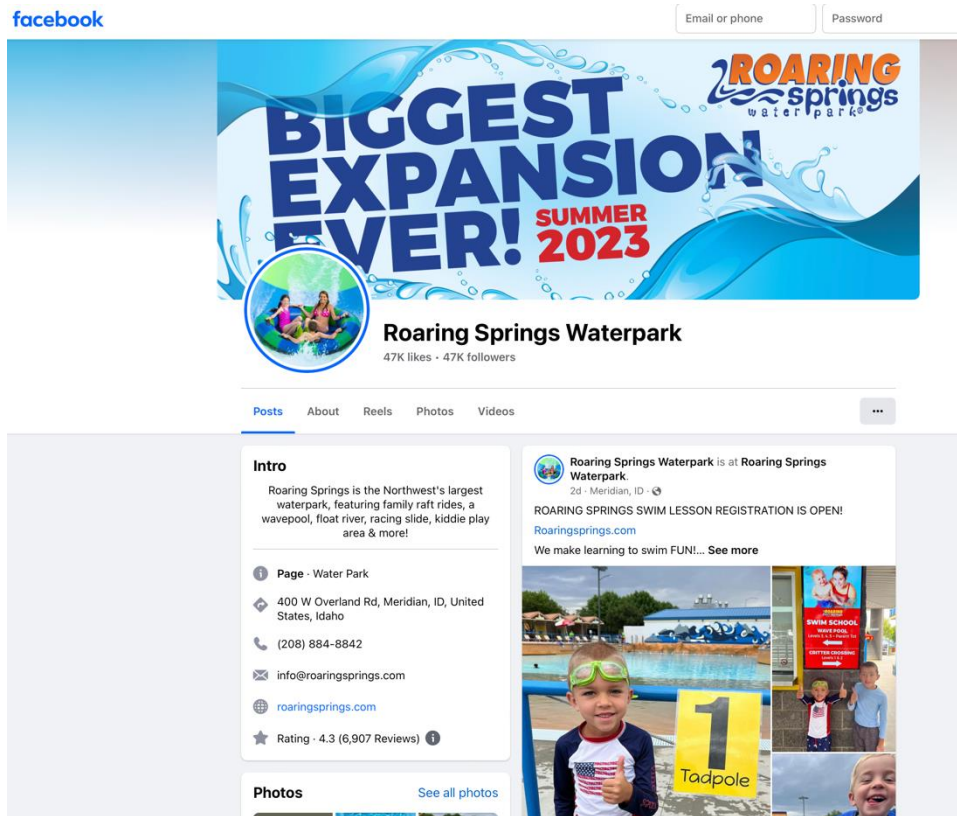 facebook
Email or phone
Password
ROARING
springs
water park®
BIGGEST
EXPANSION
EVER!
SUMMER
2023
Roaring Springs Waterpark
47K likes • 47K followers
Posts
About
Reels
Photos
Videos
...
Intro
Roaring Springs is the Northwest's largest
waterpark, featuring family raft rides, a
wavepool, float river, racing slide, kiddie play
area & more!
Page · Water Park
400 W Overland Rd, Meridian, ID, United
States, Idaho
(208) 884-8842
info@roaringsprings.com
roaringsprings.com
Rating · 4.3 (6,907 Reviews)
Photos
See all photos
Roaring Springs Waterpark is at Roaring Springs
Waterpark.
2d · Meridian, ID ·
ROARING SPRINGS SWIM LESSON REGISTRATION IS OPEN!
Roaringsprings.com
We make learning to swim FUN!... See more
1
Tadpole
SWIM SCHOOL
WAVE POOL
CRITTER CROSSING